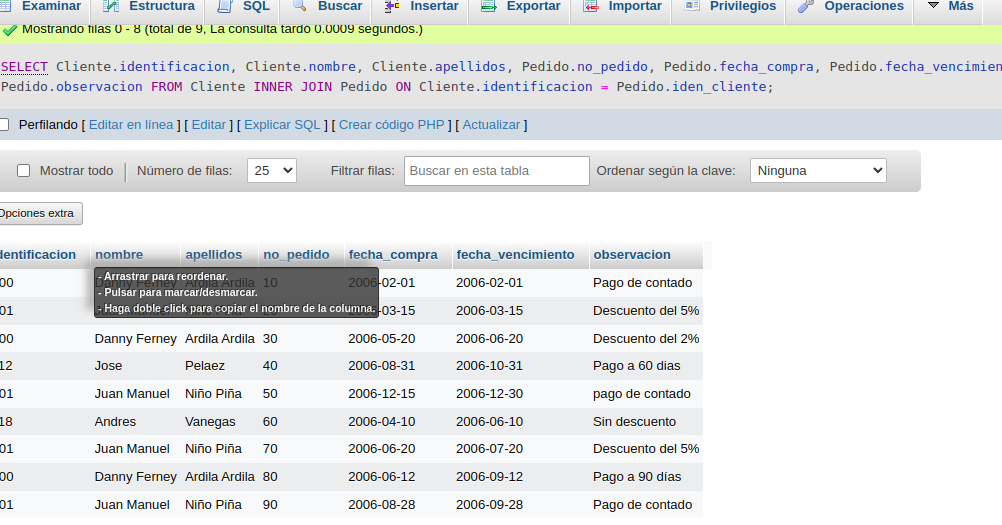 Examinar Estructura SQL Buscar Insertar Exportar Importar Privilegios Operaciones Más
Mostrando filas 0 - 8 (total de 9, La consulta tardó 0.0009 segundos.)
SELECT Cliente.identificacion, Cliente.nombre, Cliente.apellidos, Pedido.no_pedido, Pedido.fecha_compra, Pedido.fecha_vencimien
Pedido.observacion FROM Cliente INNER JOIN Pedido ON Cliente.identificacion = Pedido.iden_cliente;
Perfilando [ Editar en línea ] [ Editar ] [ Explicar SQL ] [ Crear código PHP ] [ Actualizar ]
Mostrar todo Número de filas: 25 Filtrar filas: Buscar en esta tabla Ordenar según la clave: Ninguna
Opciones extra
dentificacion nombre apellidos no_pedido fecha_compra fecha_vencimiento observacion
- Arrastrar para reordenar.
- Pulsar para marcar/desmarcar.
- Haga doble click para copiar el nombre de la columna.
00 Danny Ferney Ardila Ardila 10 2006-02-01 2006-02-01 Pago de contado
01 06-03-15 2006-03-15 Descuento del 5%
00 Danny Ferney Ardila Ardila 30 2006-05-20 2006-06-20 Descuento del 2%
12 Jose Pelaez 40 2006-08-31 2006-10-31 Pago a 60 dias
01 Juan Manuel Niño Piña 50 2006-12-15 2006-12-30 pago de contado
18 Andres Vanegas 60 2006-04-10 2006-06-10 Sin descuento
01 Juan Manuel Niño Piña 70 2006-06-20 2006-07-20 Descuento del 5%
00 Danny Ferney Ardila Ardila 80 2006-06-12 2006-09-12 Pago a 90 días
01 Juan Manuel Niño Piña 90 2006-08-28 2006-09-28 Pago de contado